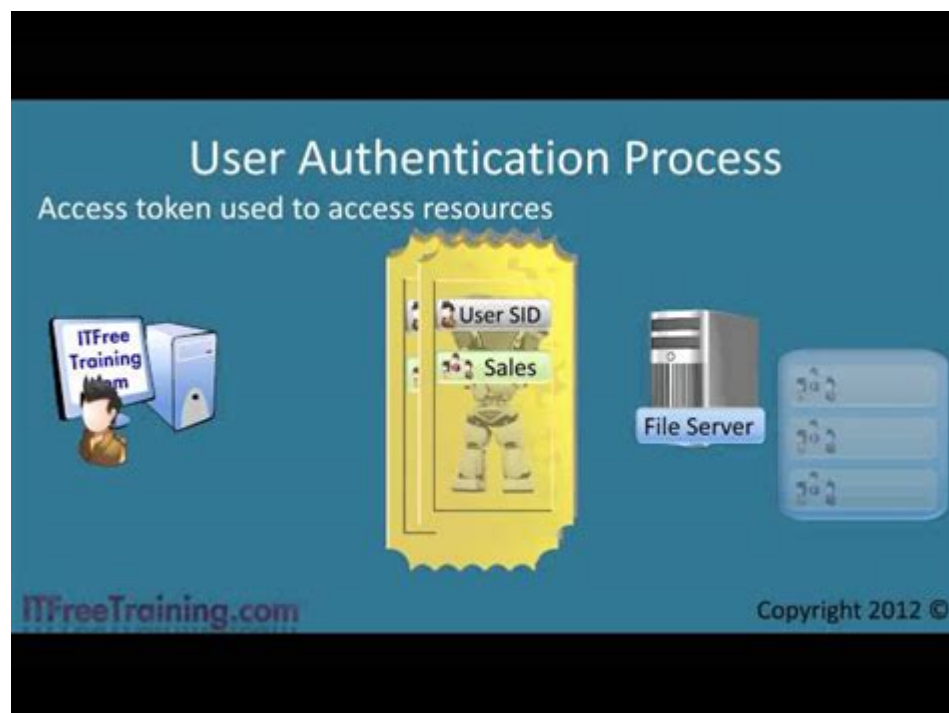 User Authentication Process
Access token used to access resources
ITFree
Training
User SID
Sales
File Server
ITFreeTraining.com
Copyright 2012 ©